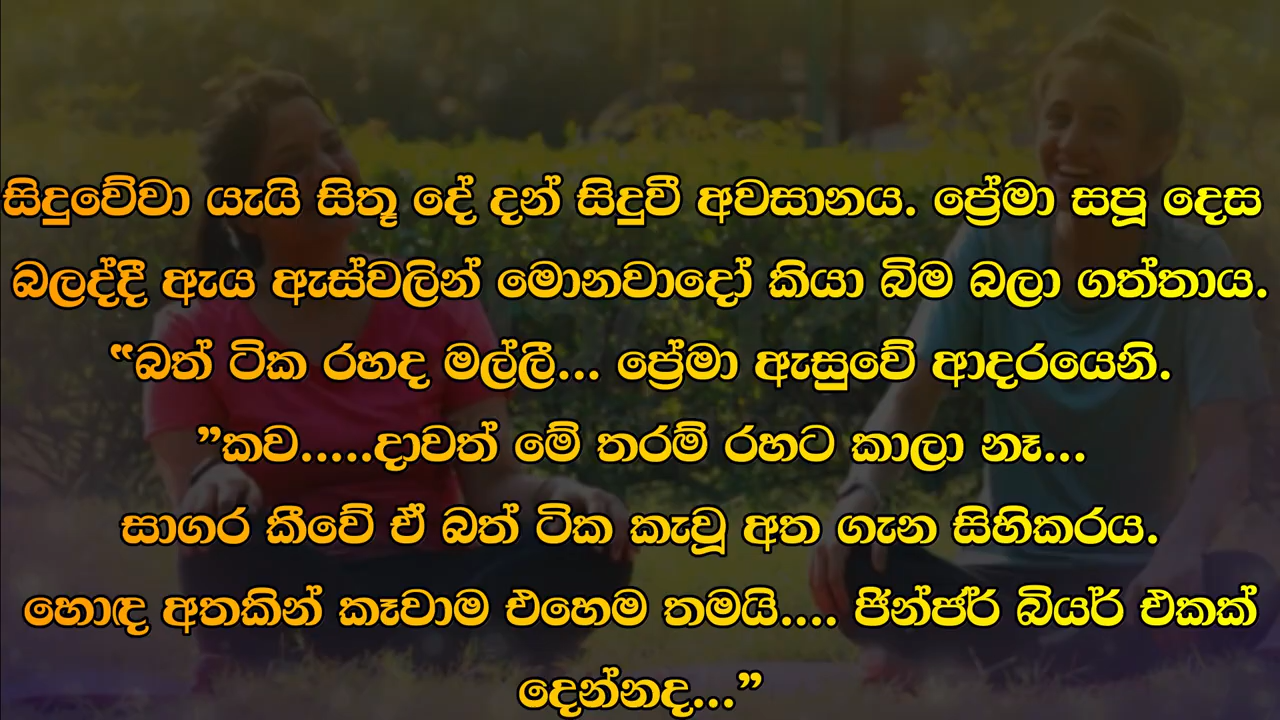 සිදුවේවා යැයි සිතූ දේ දන් සිදුවී අවසානය. ප්‍රේමා සපූ දෙස
බලද්දී ඇය ඇස්වලින් මොනවාදෝ කියා බිම බලා ගත්තාය.
“බත් ටික රහද මල්ලී... ප්‍රේමා ඇසුවේ ආදරයෙනි.
”කව.....දාවත් මේ තරම් රහට කාලා නෑ...
සාගර කීවේ ඒ බත් ටික කැවූ අත ගැන සිහිකරය.
හොඳ අතකින් කෑවාම එහෙම තමයි.... ජින්ජර් බියර් එකක්
දෙන්නද...”